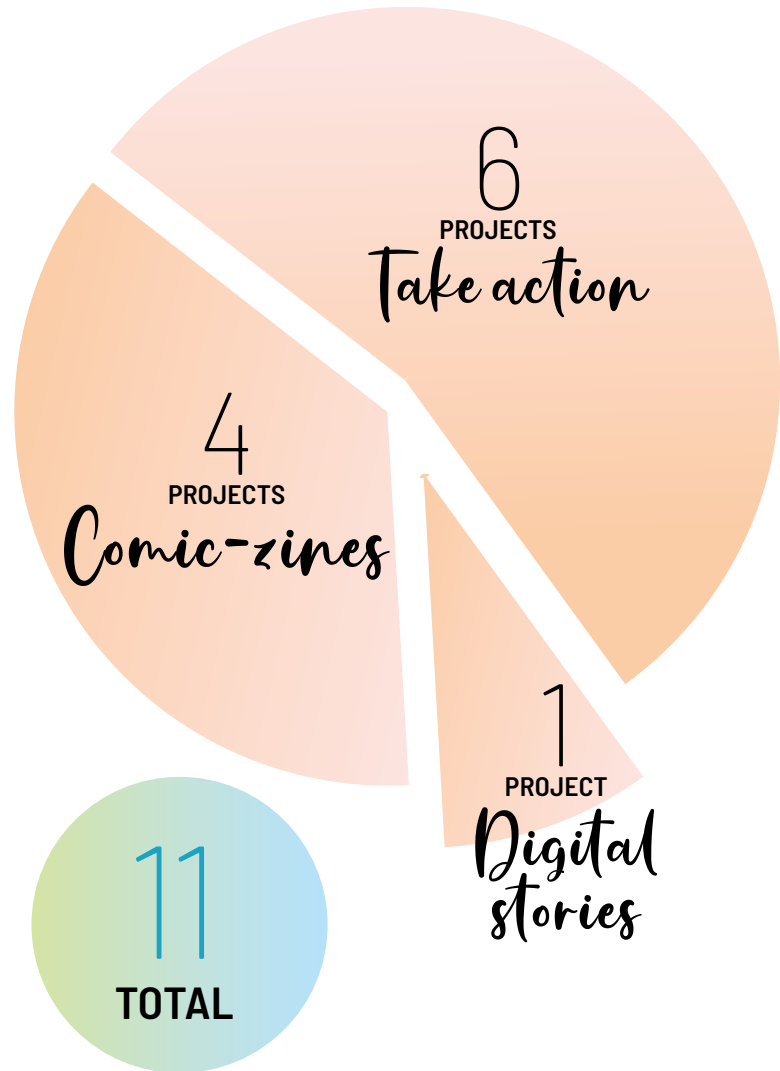 6
PROJECTS
Take action
4
PROJECTS
Comic-zines
1
PROJECT
Digital
stories
11
TOTAL